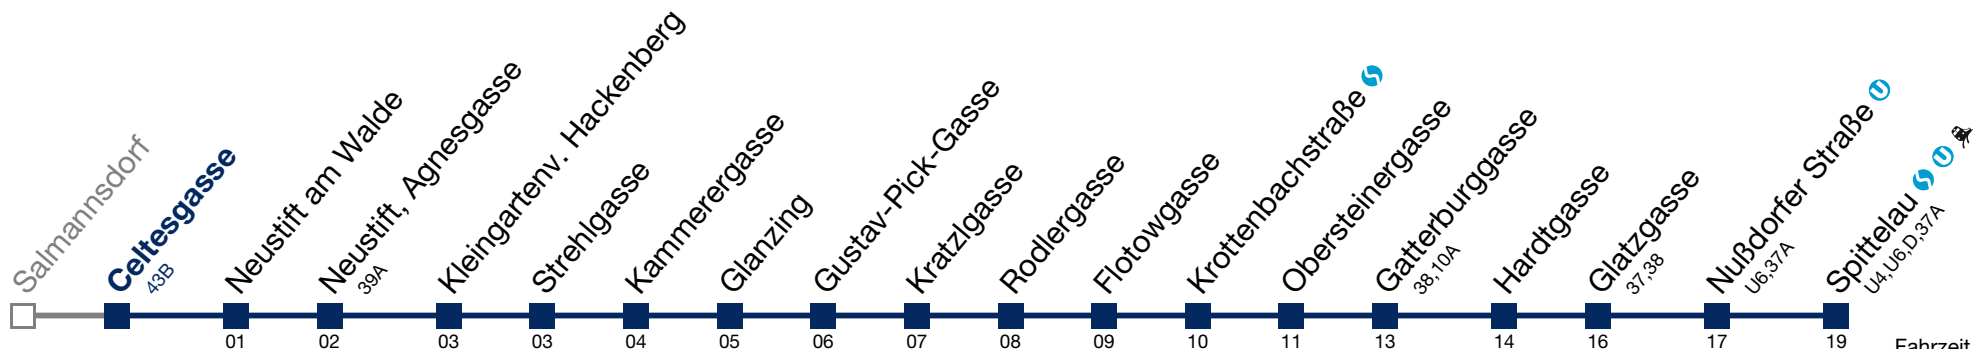 Salmannsdorf
Celtesgasse
43B
Neustift am Walde
Neustift, Agnesgasse
39A
Kleingartenv. Hackenberg
Strehlgasse
Kammerergasse
Glanzing
Gustav-Pick-Gasse
Kratzlgasse
Rodlergasse
Flotowgasse
Krottenbachstraße S
Obersteinergasse
Gatterburggasse
38,10A
Hardtgasse
Glatzgasse
37,38
Nußdorfer Straße U
U6,37A
Spittelau S U
U4,U6,D,37A
01 02 03 03 04 05 06 07 08 09 10 11 13 14 16 17 19
Fahrzeit